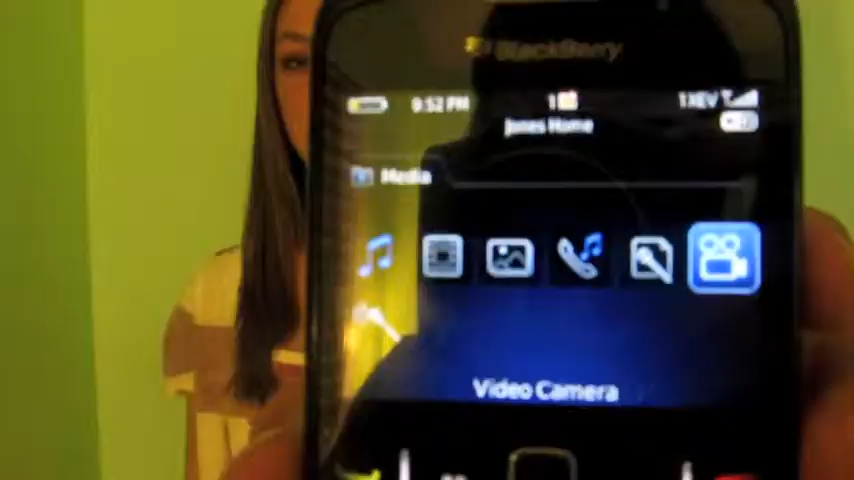 BlackBerry
9:52 PM
1XEV
Jones Home
Media
Video Camera